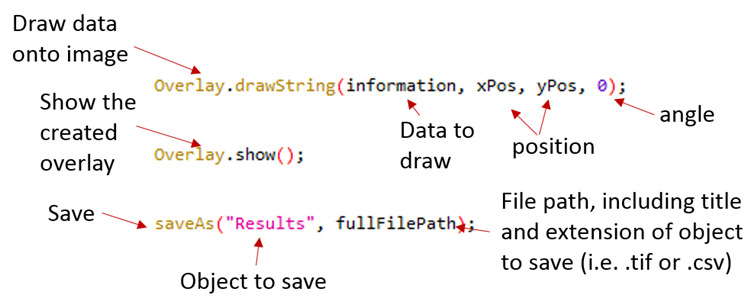 Draw data
onto image
Overlay.drawString(information, xPos, yPos, 0);
Show the
created
overlay
Data to
draw
position
angle
Overlay.show();
Save
saveAs("Results", fullFilePath);
File path, including title
and extension of object
to save (i.e. .tif or .csv)
Object to save